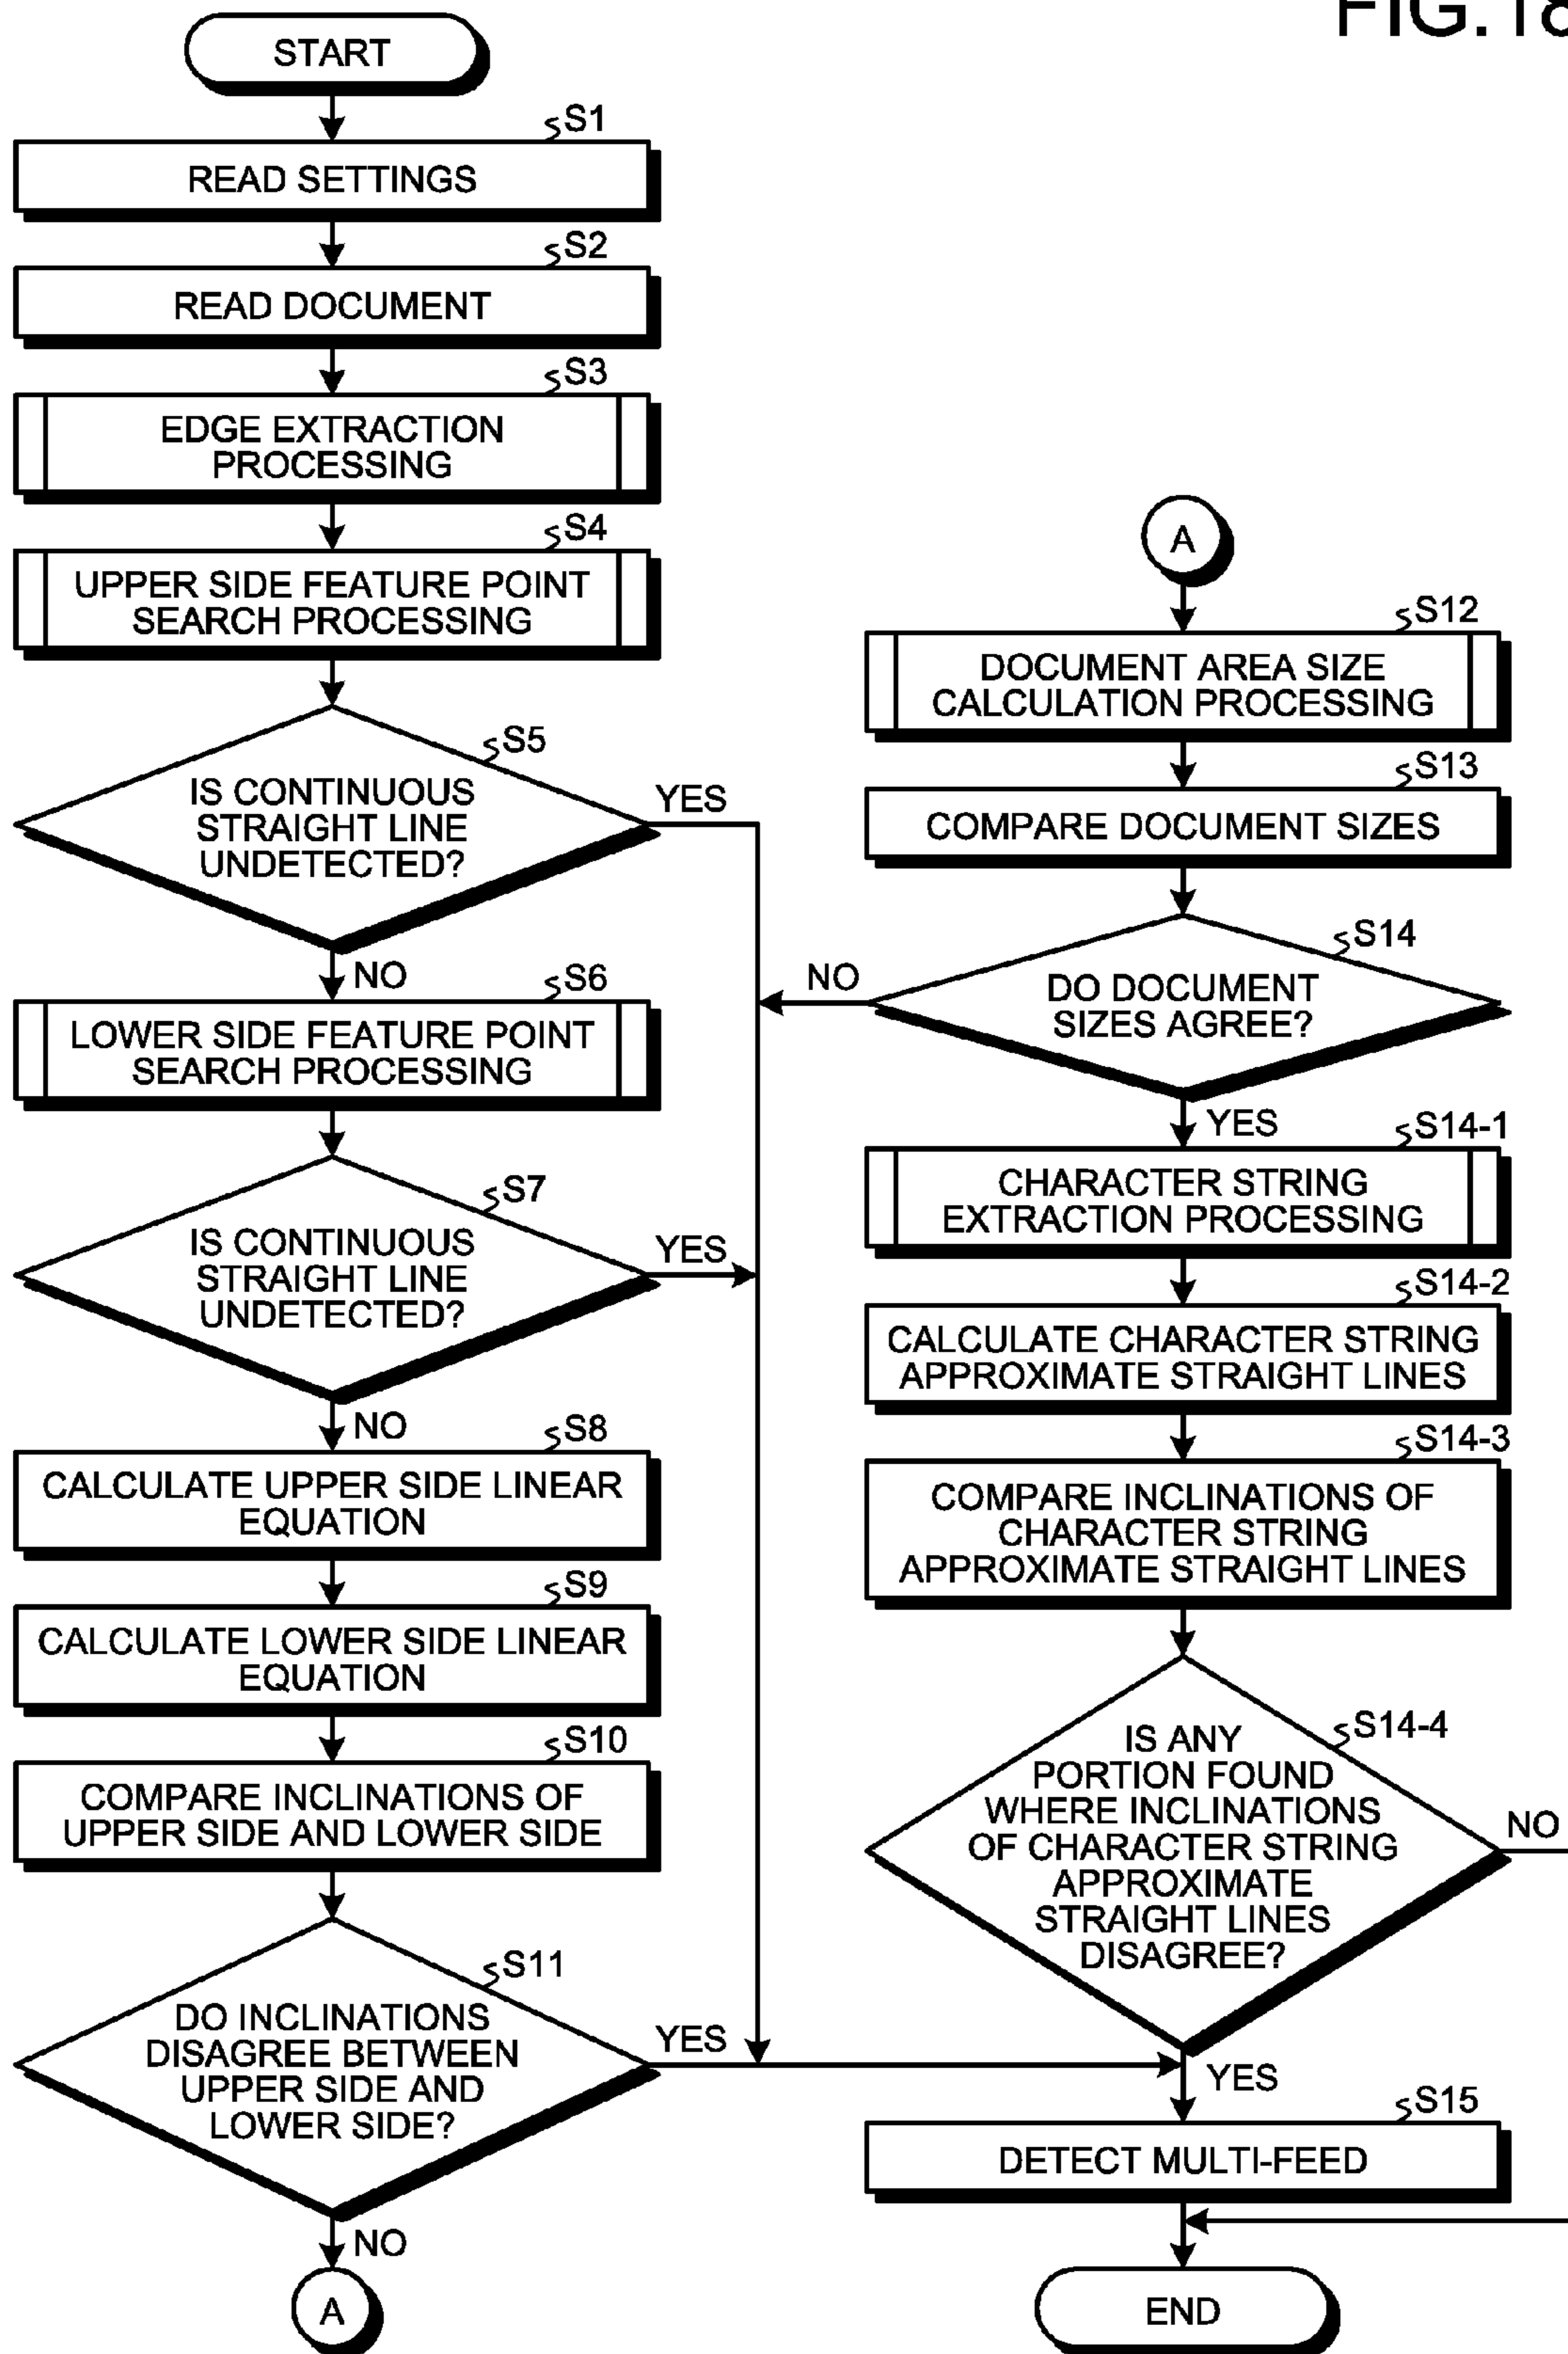 FIG.18
START
S1
READ SETTINGS
S2
READ DOCUMENT
S3
EDGE EXTRACTION
PROCESSING
S4
UPPER SIDE FEATURE POINT
SEARCH PROCESSING
S5
IS CONTINUOUS
STRAIGHT LINE
UNDETECTED?
YES
NO
S6
LOWER SIDE FEATURE POINT
SEARCH PROCESSING
S7
IS CONTINUOUS
STRAIGHT LINE
UNDETECTED?
YES
NO
S8
CALCULATE UPPER SIDE LINEAR
EQUATION
S9
CALCULATE LOWER SIDE LINEAR
EQUATION
S10
COMPARE INCLINATIONS OF
UPPER SIDE AND LOWER SIDE
S11
DO INCLINATIONS
DISAGREE BETWEEN
UPPER SIDE AND
LOWER SIDE?
YES
NO
A
A
S12
DOCUMENT AREA SIZE
CALCULATION PROCESSING
S13
COMPARE DOCUMENT SIZES
S14
DO DOCUMENT
SIZES AGREE?
NO
YES
S14-1
CHARACTER STRING
EXTRACTION PROCESSING
S14-2
CALCULATE CHARACTER STRING
APPROXIMATE STRAIGHT LINES
S14-3
COMPARE INCLINATIONS OF
CHARACTER STRING
APPROXIMATE STRAIGHT LINES
S14-4
IS ANY
PORTION FOUND
WHERE INCLINATIONS
OF CHARACTER STRING
APPROXIMATE
STRAIGHT LINES
DISAGREE?
NO
YES
S15
DETECT MULTI-FEED
END